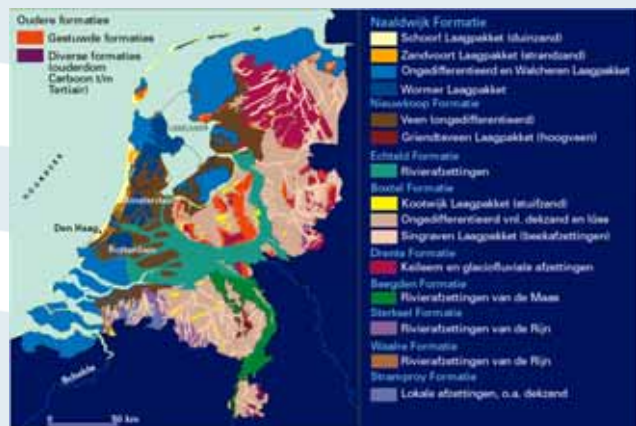 Oudere formaties
Gestuwde formaties
Diverse formaties
(ouderdom
Carboon t/m
Tertiair)
NOORDZEE
IJSSELMEER
Amsterdam
Den Haag
Rotterdam
Schelde
0 50 km
Naaldwijk Formatie
Schoorl Laagpakket (duinzand)
Zandvoort Laagpakket (strandzand)
Ongedifferentieerd en Walcheren Laagpakket
Wormer Laagpakket
Nieuwkoop Formatie
Veen (ongedifferentieerd)
Griendtsveen Laagpakket (hoogveen)
Echteld Formatie
Rivierafzettingen
Boxtel Formatie
Kootwijk Laagpakket (stuifzand)
Ongedifferentieerd vnl. dekzand en löss
Singraven Laagpakket (beekafzettingen)
Drente Formatie
Keileem en glaciofluviale afzettingen
Beegden Formatie
Rivierafzettingen van de Maas
Sterksel Formatie
Rivierafzettingen van de Rijn
Waalre Formatie
Rivierafzettingen van de Rijn
Stramproy Formatie
Lokale afzettingen, o.a. dekzand